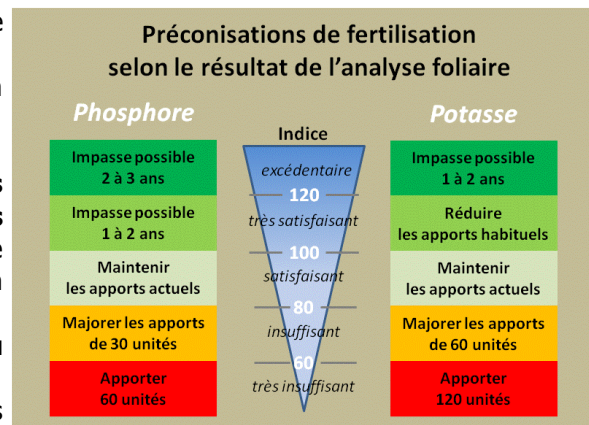 Préconisations de fertilisation
selon le résultat de l'analyse foliaire
Phosphore
Impasse possible
2 à 3 ans
Impasse possible
1 à 2 ans
Maintenir
les apports actuels
Majorer les apports
de 30 unités
Apporter
60 unités
Indice
excédentaire
120
très satisfaisant
100
satisfaisant
80
insuffisant
60
très insuffisant
Potasse
Impasse possible
1 à 2 ans
Réduire
les apports habituels
Maintenir
les apports actuels
Majorer les apports
de 60 unités
Apporter
120 unités